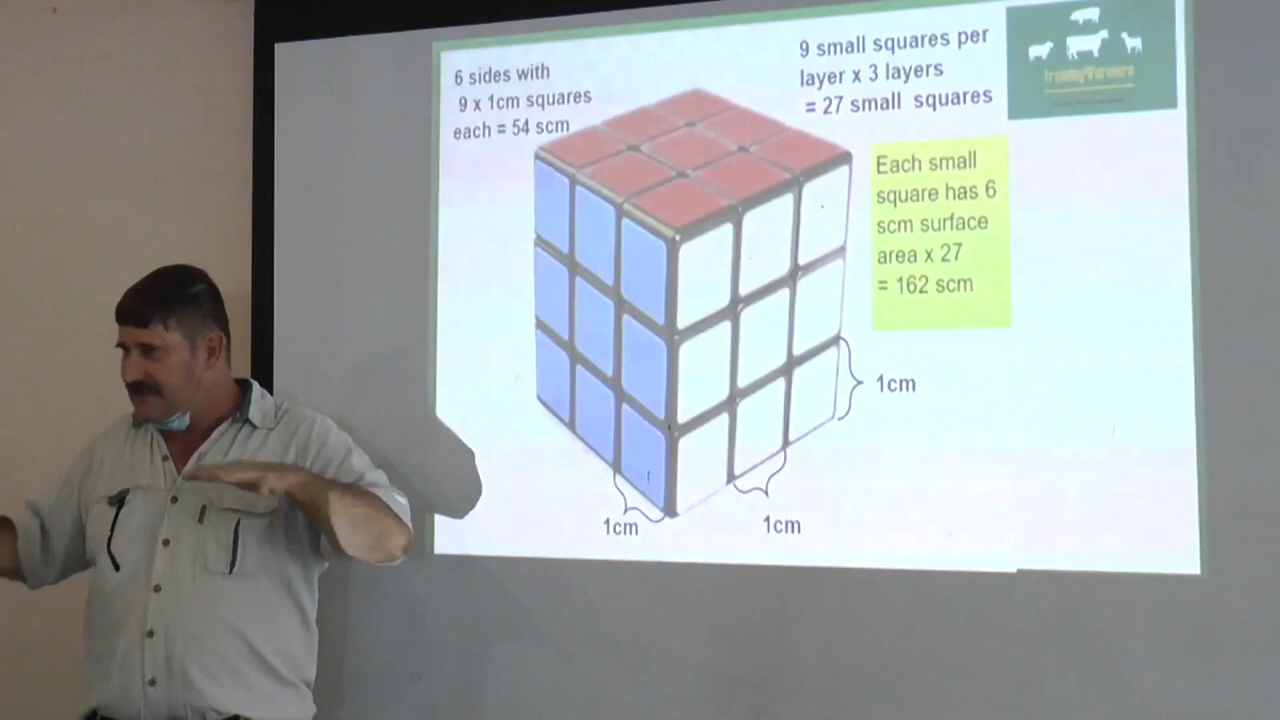 6 sides with
9 x 1cm squares
each = 54 scm
9 small squares per
layer x 3 layers
= 27 small squares
Each small
square has 6
scm surface
area x 27
= 162 scm
1cm
1cm
1cm